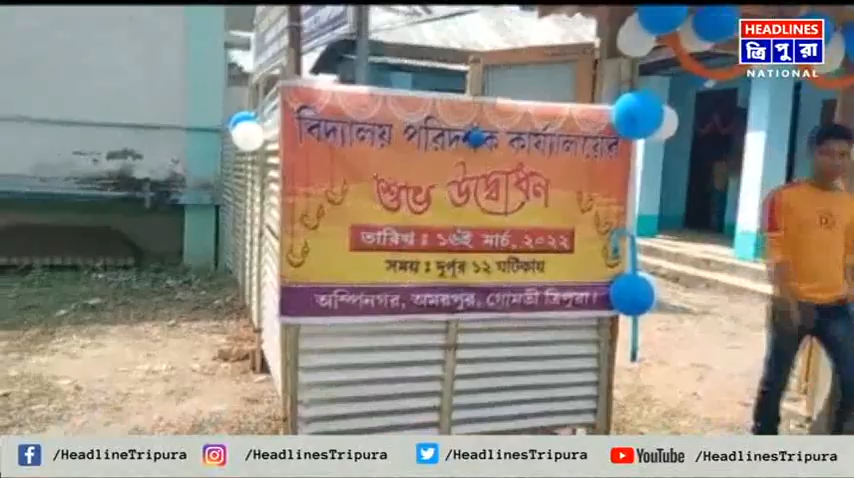 HEADLINES
ত্রিপুরা
NATIONAL
বিদ্যালয় পরিদর্শক কার্য্যালয়ের
শুভ উদ্বোধন
তারিখ : ১৬ই মার্চ, ২০২২
সময় : দুপুর ১২ ঘটিকায়
অম্পিনগর, অমরপুর, গোমতী ত্রিপুরা।
/HeadlineTripura
/HeadlinesTripura
/HeadlinesTripura
YouTube
/HeadlinesTripura